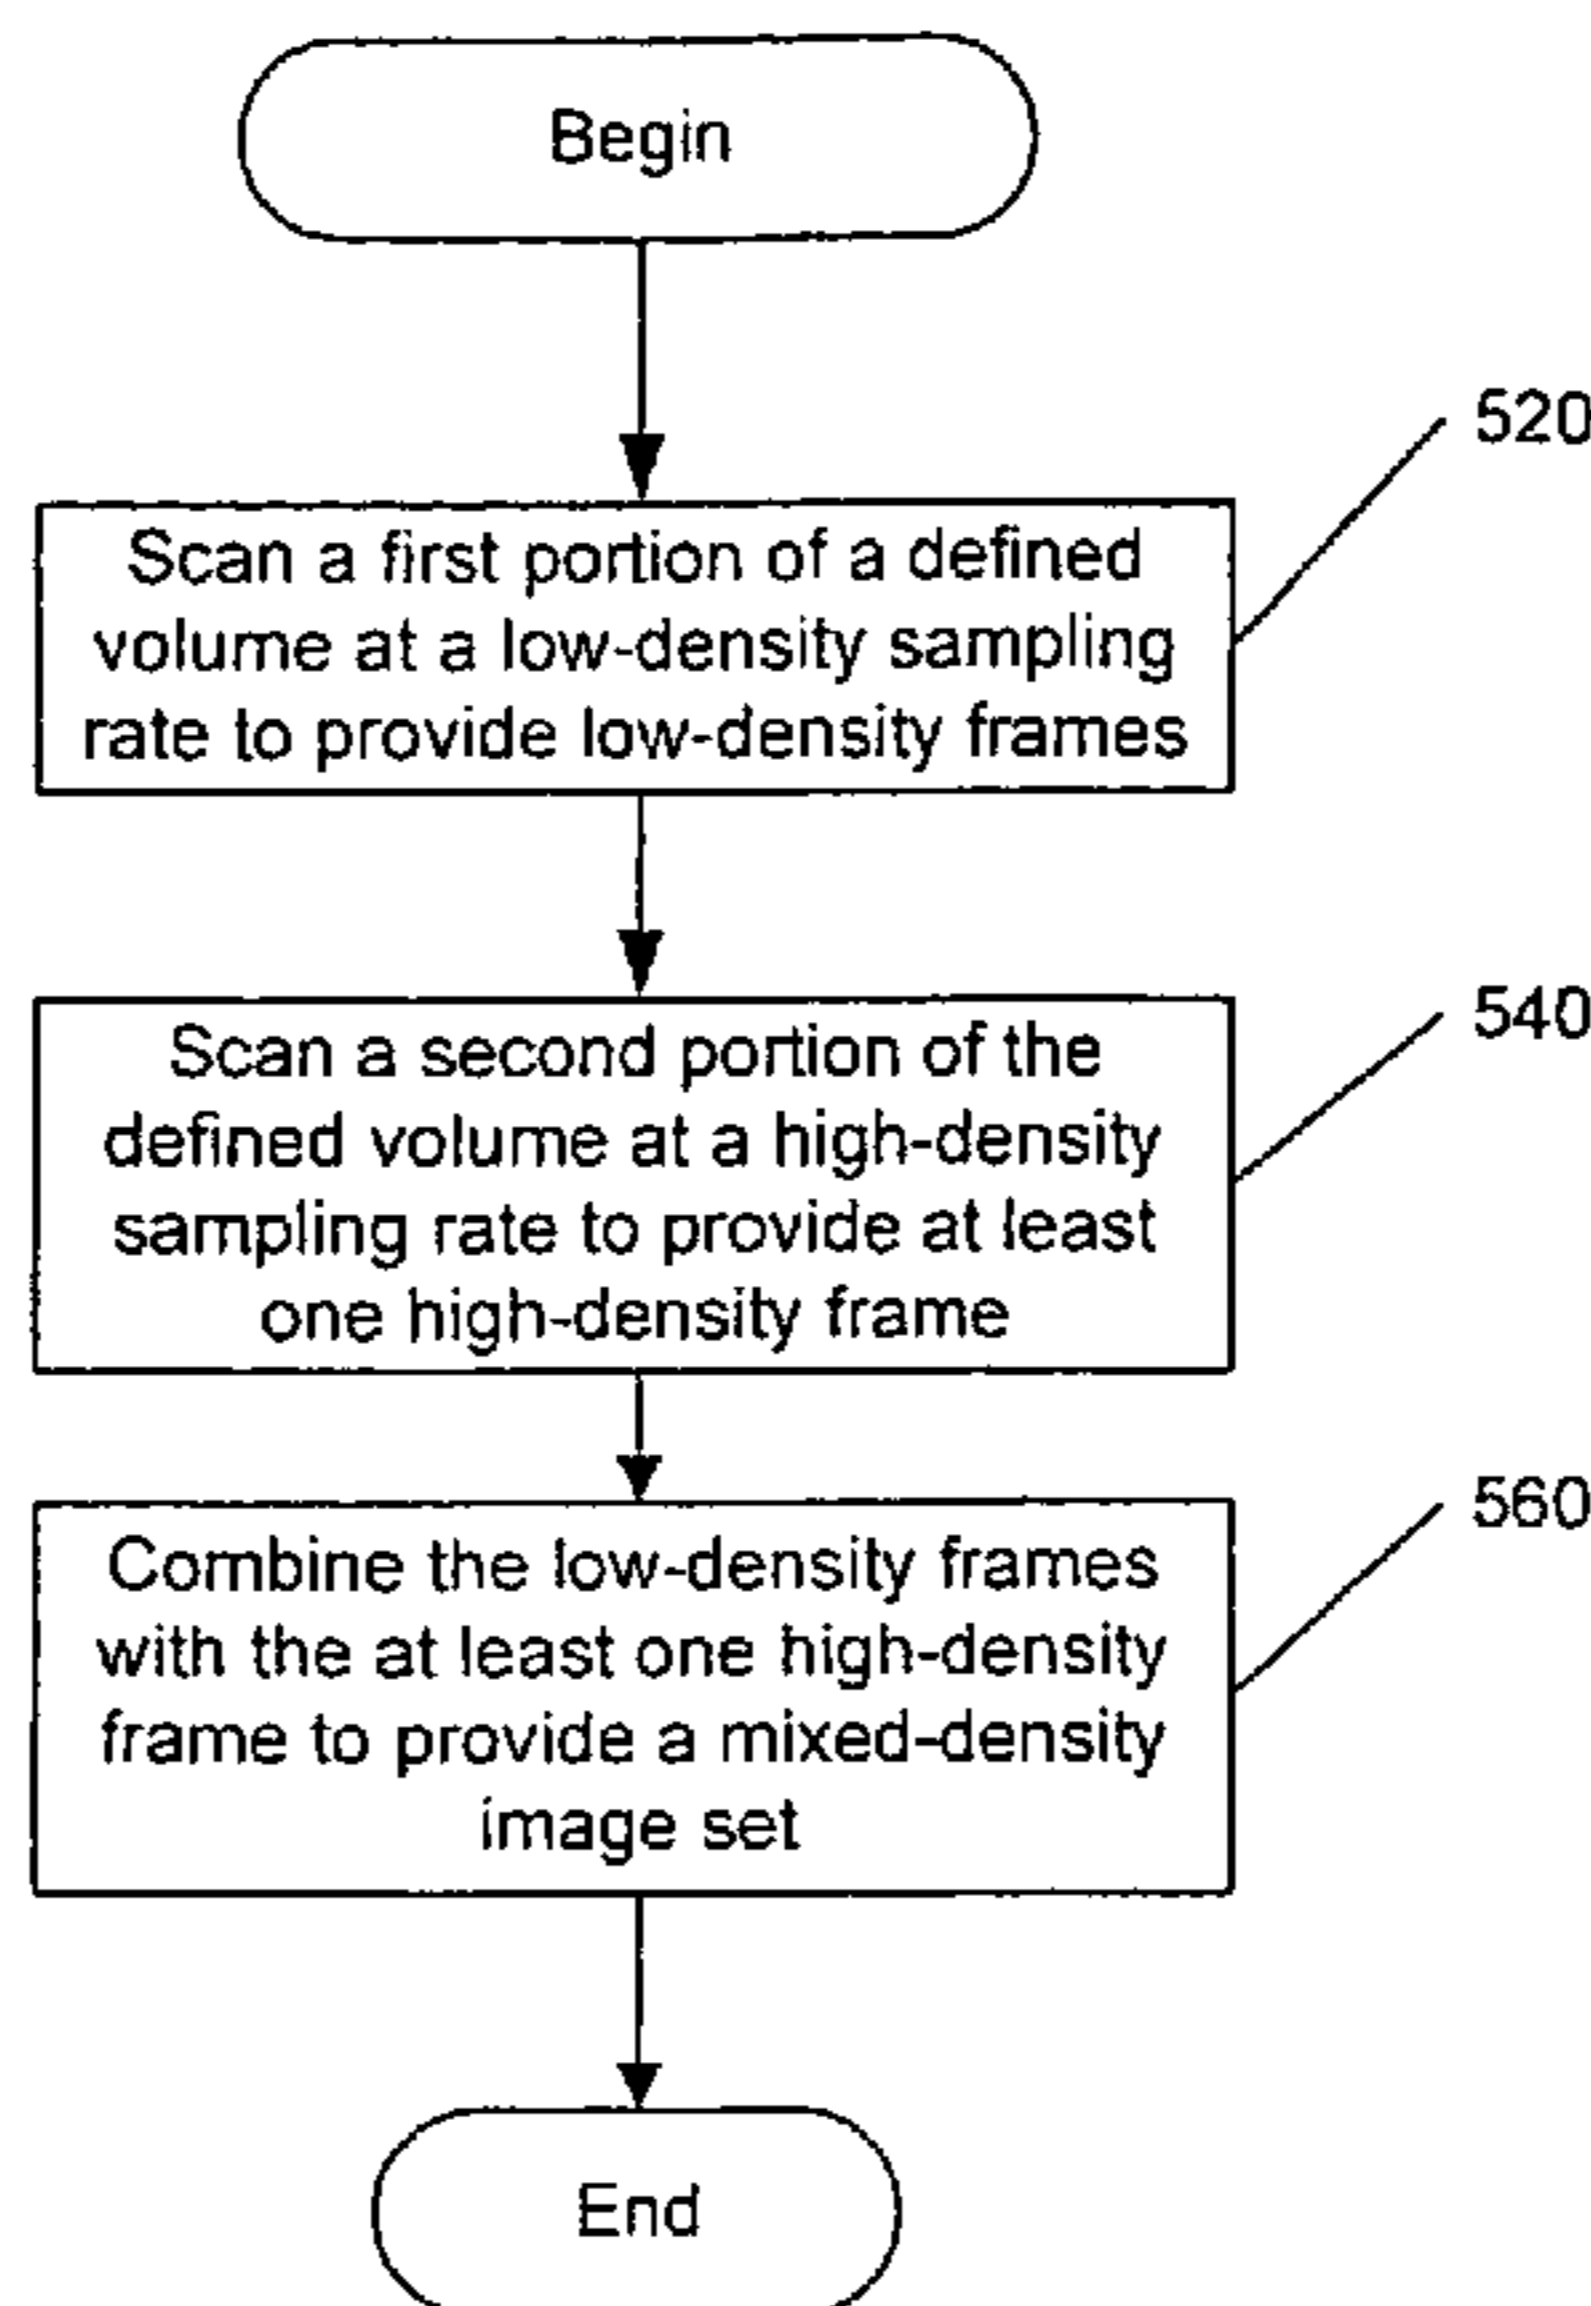 Begin
520
Scan a first portion of a defined
volume at a low-density sampling
rate to provide low-density frames
540
Scan a second portion of the
defined volume at a high-density
sampling rate to provide at least
one high-density frame
560
Combine the low-density frames
with the at least one high-density
frame to provide a mixed-density
image set
End